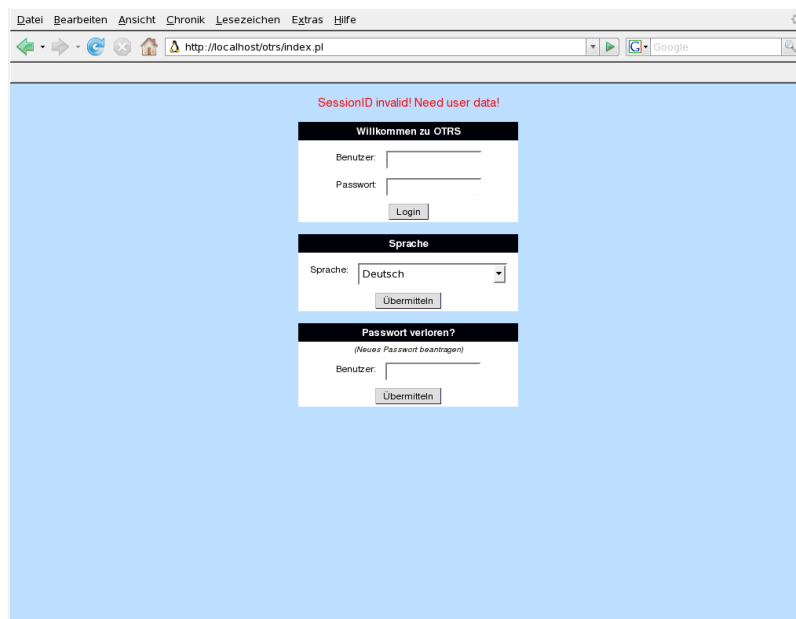 Datei Bearbeiten Ansicht Chronik Lesezeichen Extras Hilfe
http://localhost/otrs/index.pl
G Google
SessionID invalid! Need user data!
Willkommen zu OTRS
Benutzer:
Passwort:
Login
Sprache
Sprache: Deutsch
Übermitteln
Passwort verloren?
(Neues Passwort beantragen)
Benutzer:
Übermitteln